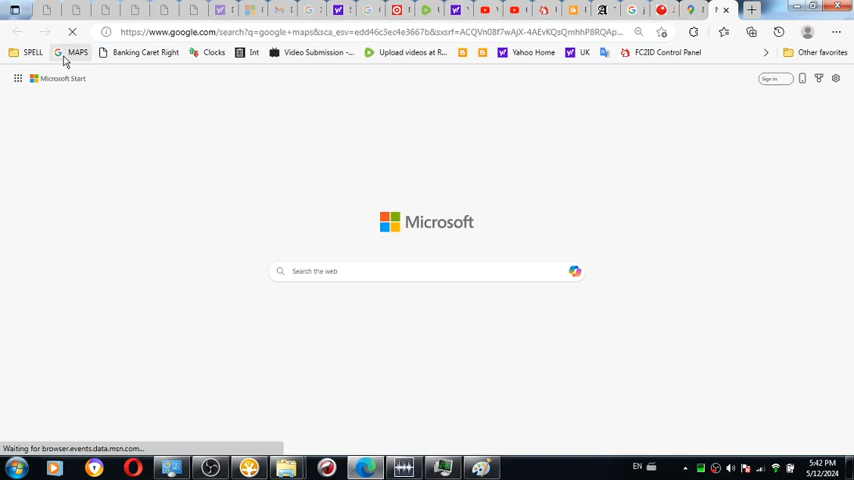 https://www.google.com/search?q=google+maps&sca_esv=edd46c3ec4e3667b&sxsrf=ACQVn08f7wAjX-4AEvKQsQmhhP8RQAp...
SPELL MAPS Banking Caret Right Clocks Int Video Submission -... Upload videos at R... Yahoo Home UK FC2ID Control Panel Other favorites
Microsoft Start Sign in
Microsoft
Search the web
Waiting for browser.events.data.msn.com...
EN 5:42 PM
5/12/2024